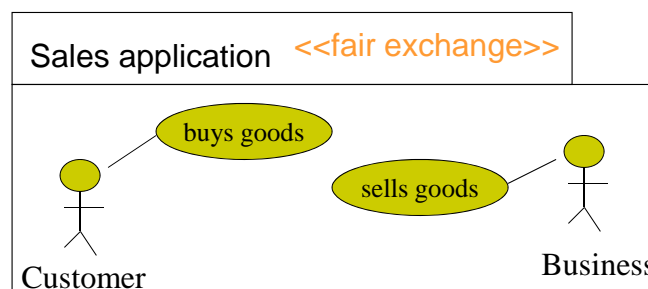 Sales application <<fair exchange>>
buys goods
sells goods
Customer
Business